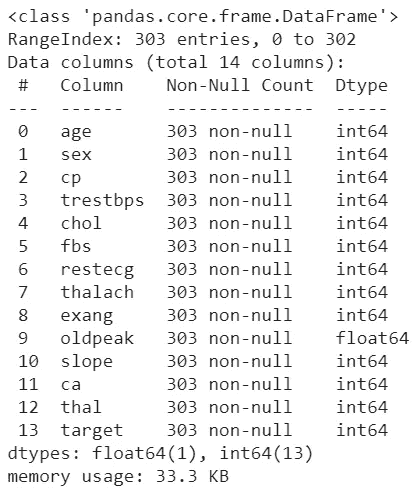 <class 'pandas.core.frame.DataFrame'>
RangeIndex: 303 entries, 0 to 302
Data columns (total 14 columns):
 #   Column    Non-Null Count  Dtype
---  ------    --------------  -----
 0   age       303 non-null    int64
 1   sex       303 non-null    int64
 2   cp        303 non-null    int64
 3   trestbps  303 non-null    int64
 4   chol      303 non-null    int64
 5   fbs       303 non-null    int64
 6   restecg   303 non-null    int64
 7   thalach   303 non-null    int64
 8   exang     303 non-null    int64
 9   oldpeak   303 non-null    float64
 10  slope     303 non-null    int64
 11  ca        303 non-null    int64
 12  thal      303 non-null    int64
 13  target    303 non-null    int64
dtypes: float64(1), int64(13)
memory usage: 33.3 KB